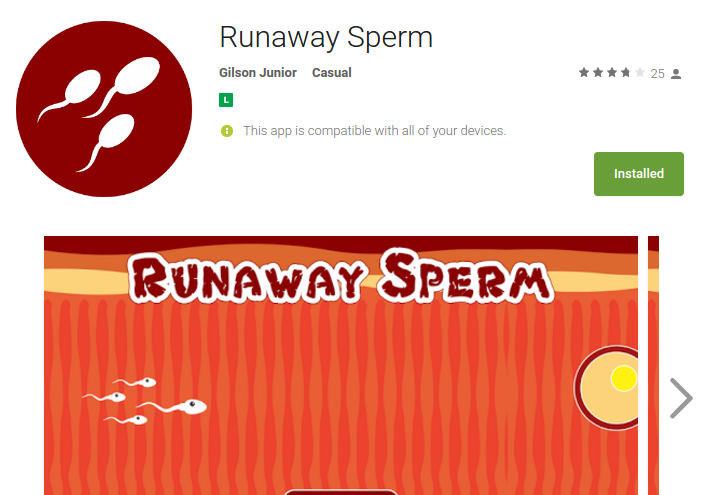 Runaway Sperm
Gilson Junior Casual
25
L
This app is compatible with all of your devices.
Installed
RUNAWAY SPERM